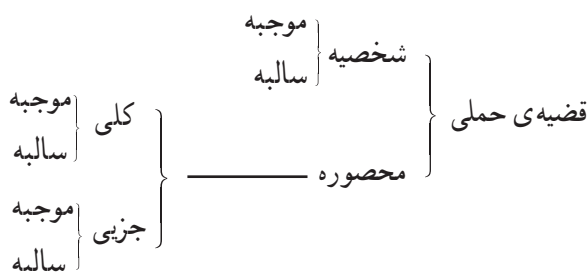 قضیه‌ی حملی
شخصیه
موجبه
سالبه
محصوره
کلی
موجبه
سالبه
جزیی
موجبه
سالبه